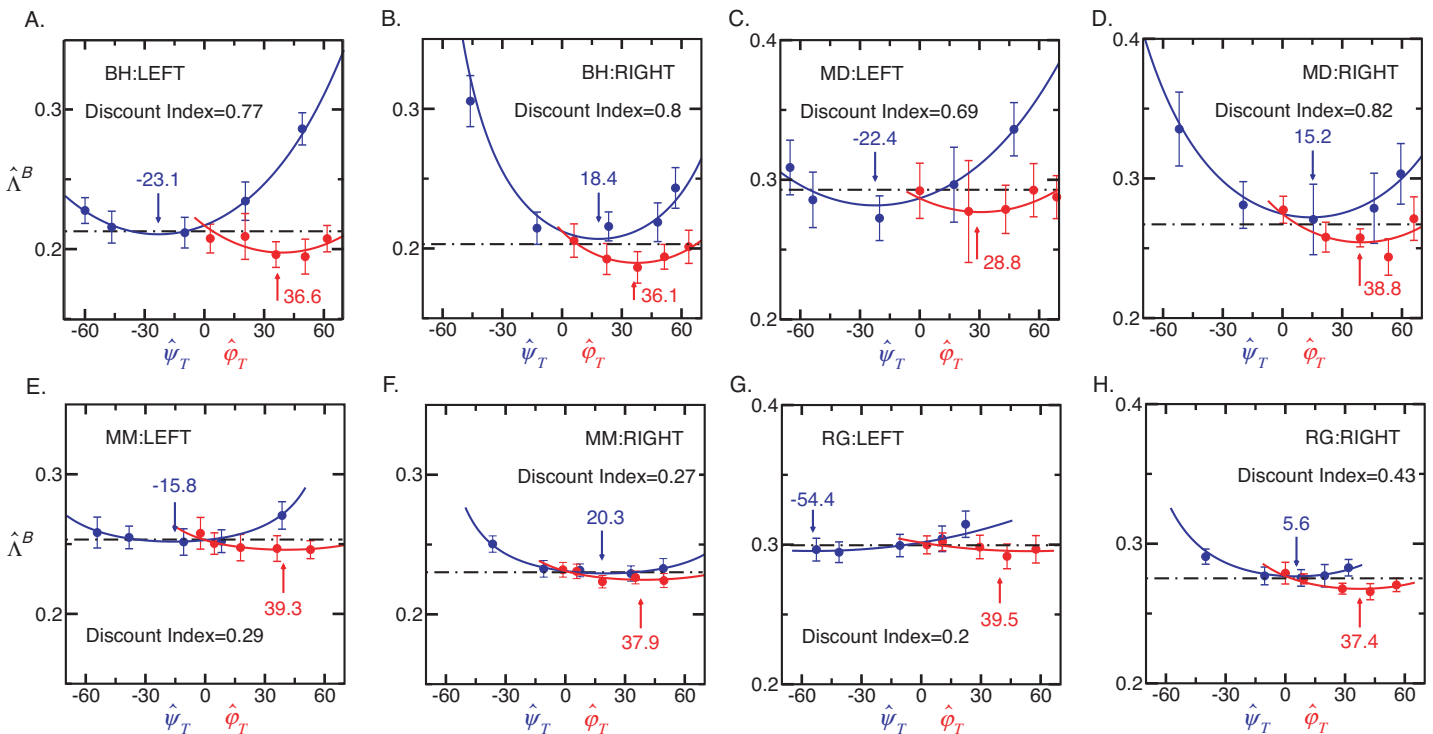 A.
BH:LEFT
Discount Index=0.77
-23.1
36.6
0.3
0.2
Λ̂ᴮ
-60 -30 0 30 60
ψ̂_T φ̂_T
B.
BH:RIGHT
Discount Index=0.8
18.4
36.1
0.3
0.2
-60 -30 0 30 60
ψ̂_T φ̂_T
C.
0.4
MD:LEFT
Discount Index=0.69
-22.4
28.8
0.3
0.2
-60 -30 0 30 60
ψ̂_T φ̂_T
D.
0.4
MD:RIGHT
Discount Index=0.82
15.2
38.8
0.3
0.2
-60 -30 0 30 60
ψ̂_T φ̂_T
E.
MM:LEFT
0.3
-15.8
Λ̂ᴮ
39.3
0.2
Discount Index=0.29
-60 -30 0 30 60
ψ̂_T φ̂_T
F.
MM:RIGHT
Discount Index=0.27
0.3
20.3
0.2
37.9
-60 -30 0 30 60
ψ̂_T φ̂_T
G.
0.4
RG:LEFT
-54.4
0.3
39.5
Discount Index=0.2
0.2
-60 -30 0 30 60
ψ̂_T φ̂_T
H.
0.4
RG:RIGHT
Discount Index=0.43
5.6
0.3
37.4
0.2
-60 -30 0 30 60
ψ̂_T φ̂_T